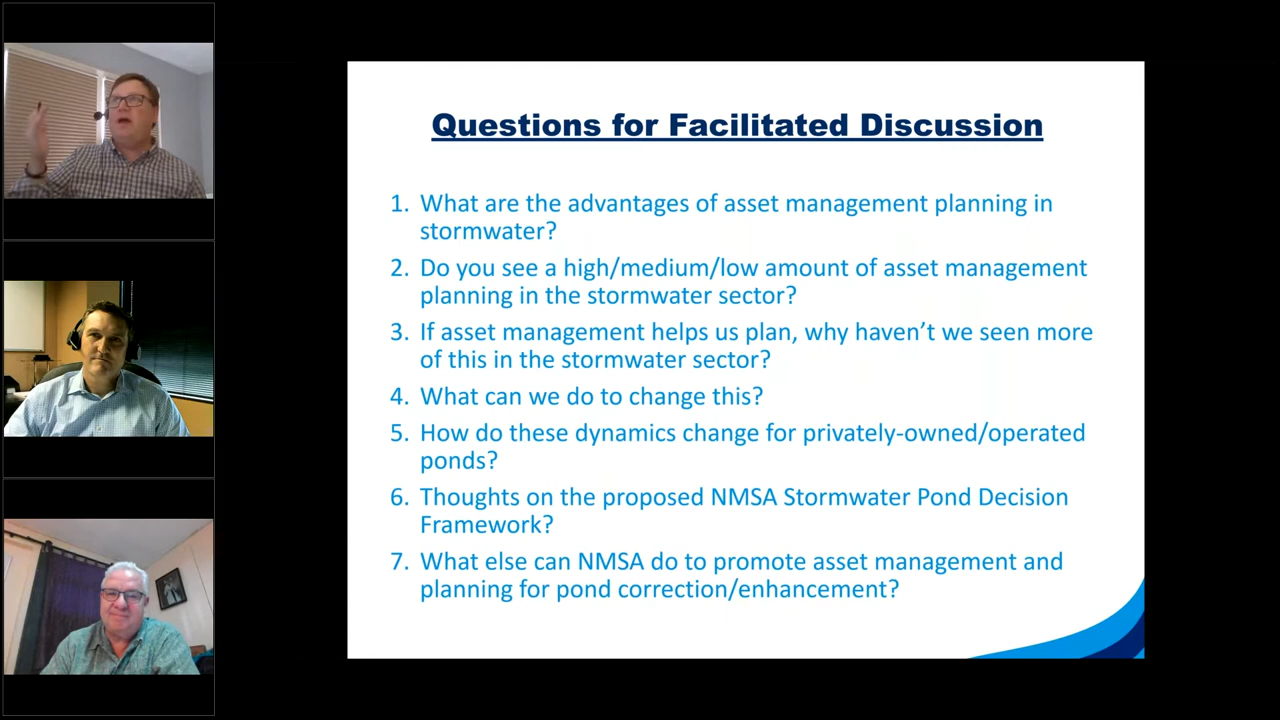 Questions for Facilitated Discussion
1. What are the advantages of asset management planning in
stormwater?
2. Do you see a high/medium/low amount of asset management
planning in the stormwater sector?
3. If asset management helps us plan, why haven’t we seen more
of this in the stormwater sector?
4. What can we do to change this?
5. How do these dynamics change for privately-owned/operated
ponds?
6. Thoughts on the proposed NMSA Stormwater Pond Decision
Framework?
7. What else can NMSA do to promote asset management and
planning for pond correction/enhancement?